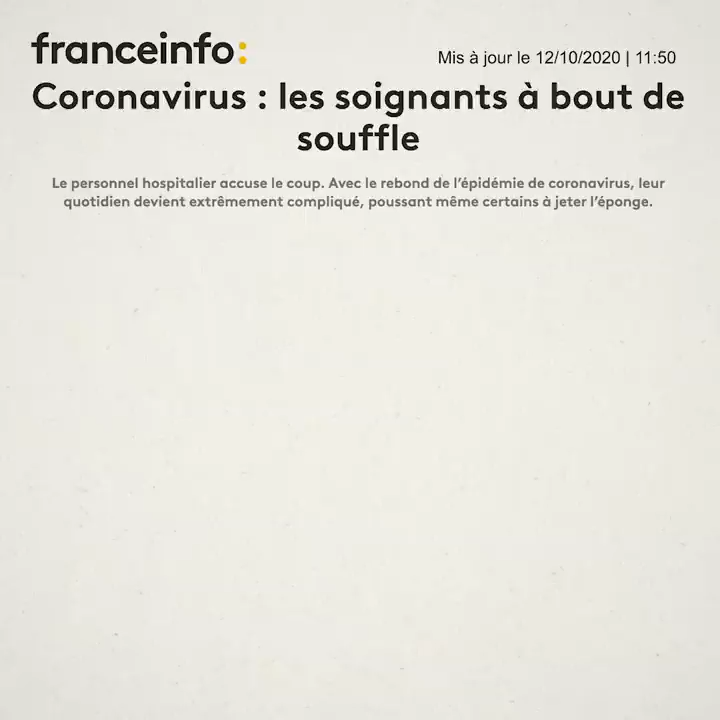 franceinfo:
Mis à jour le 12/10/2020 | 11:50
Coronavirus : les soignants à bout de
souffle
Le personnel hospitalier accuse le coup. Avec le rebond de l’épidémie de coronavirus, leur
quotidien devient extrêmement compliqué, poussant même certains à jeter l’éponge.